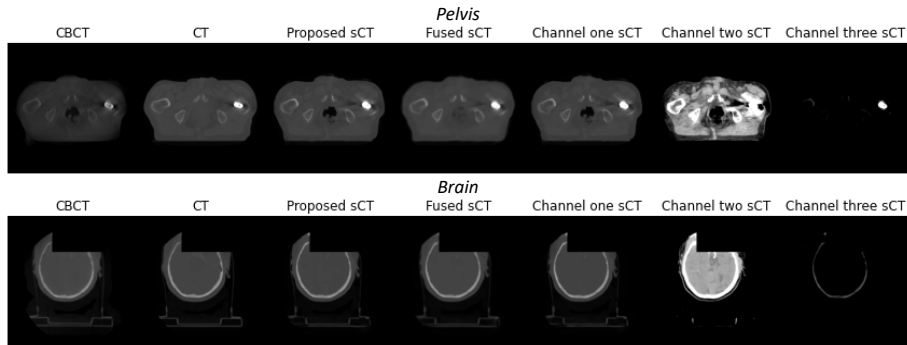 Pelvis
CBCT CT Proposed sCT Fused sCT Channel one sCT Channel two sCT Channel three sCT
Brain
CBCT CT Proposed sCT Fused sCT Channel one sCT Channel two sCT Channel three sCT